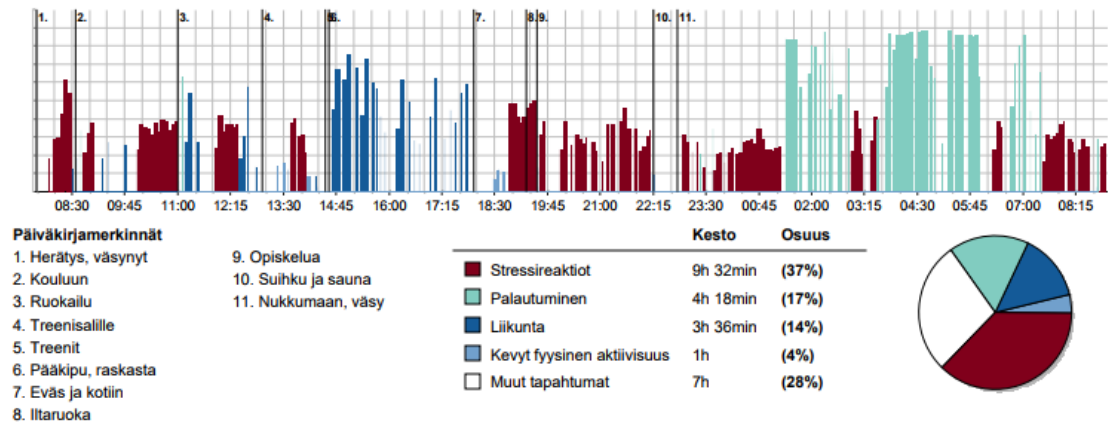 1. 2. 3. 4. 5. 6. 7. 8. 9. 10. 11.
08:30 09:45 11:00 12:15 13:30 14:45 16:00 17:15 18:30 19:45 21:00 22:15 23:30 00:45 02:00 03:15 04:30 05:45 07:00 08:15
Päiväkirjamerkinnät
1. Herätys, väsynyt
2. Kouluun
3. Ruokailu
4. Treenisalille
5. Treenit
6. Pääkipu, raskasta
7. Eväs ja kotiin
8. Iltaruoka
9. Opiskelua
10. Suihku ja sauna
11. Nukkumaan, väsy
Kesto Osuus
Stressireaktiot 9h 32min (37%)
Palautuminen 4h 18min (17%)
Liikunta 3h 36min (14%)
Kevyt fyysinen aktiivisuus 1h (4%)
Muut tapahtumat 7h (28%)